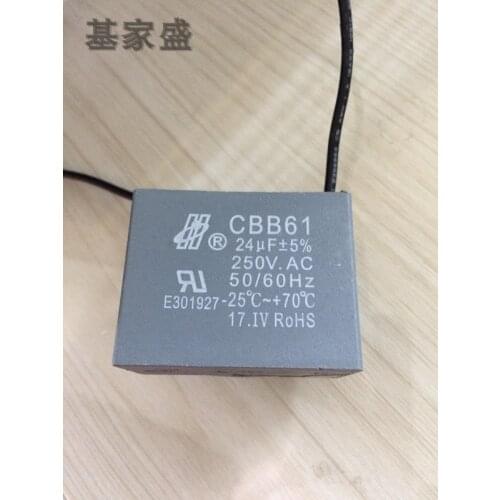 基家盛
CBB61
® 24µF±5%
250V.AC
50/60Hz
E301927 -25℃~+70℃
17.IV RoHS